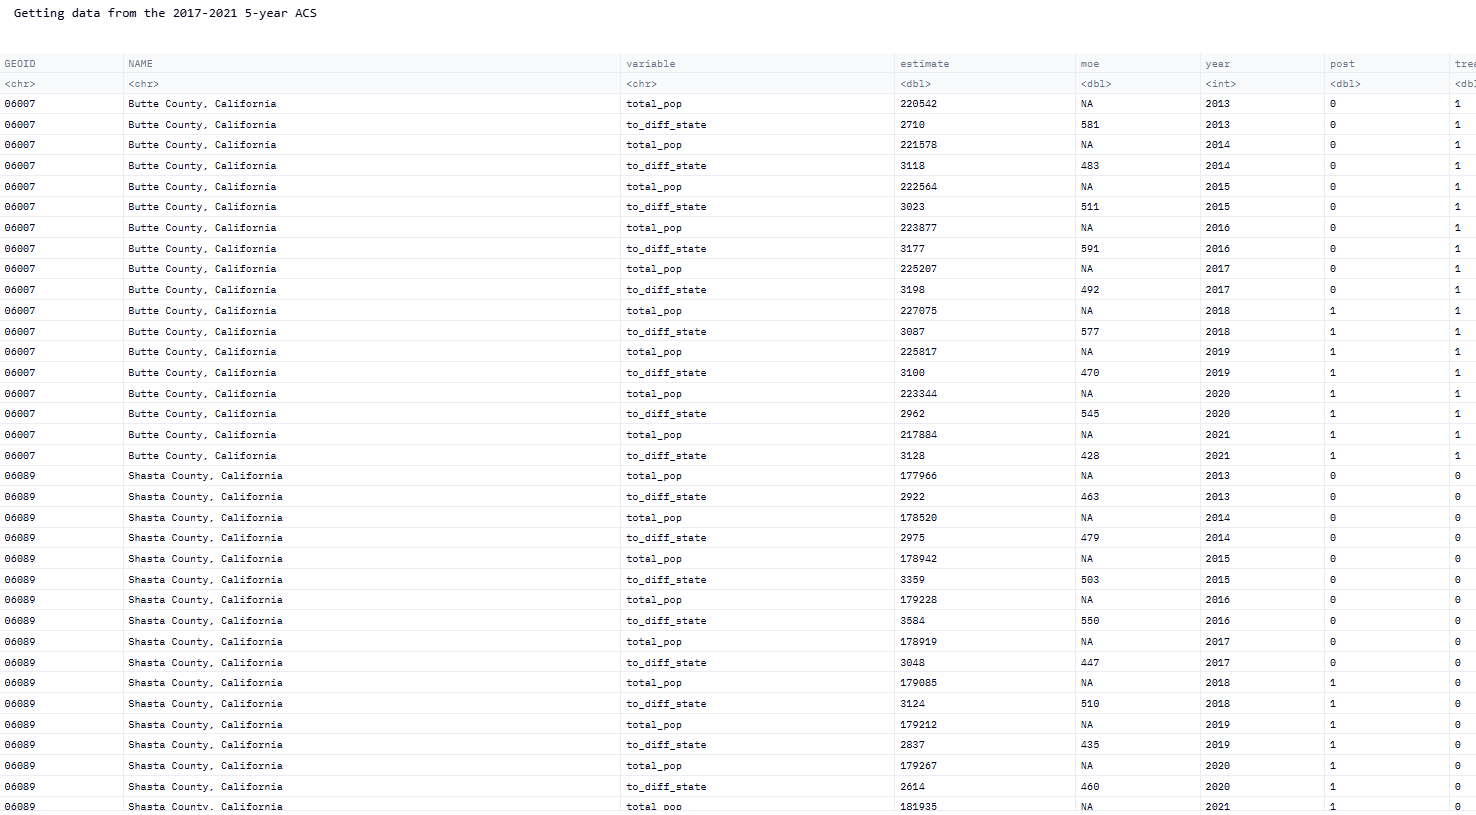 Getting data from the 2017-2021 5-year ACS
GEOID NAME variable estimate moe year post tree
<chr> <chr> <chr> <dbl> <dbl> <int> <dbl> <dbl
06007 Butte County, California total_pop 220542 NA 2013 0 1
06007 Butte County, California to_diff_state 2710 581 2013 0 1
06007 Butte County, California total_pop 221578 NA 2014 0 1
06007 Butte County, California to_diff_state 3118 483 2014 0 1
06007 Butte County, California total_pop 222564 NA 2015 0 1
06007 Butte County, California to_diff_state 3023 511 2015 0 1
06007 Butte County, California total_pop 223877 NA 2016 0 1
06007 Butte County, California to_diff_state 3177 591 2016 0 1
06007 Butte County, California total_pop 225207 NA 2017 0 1
06007 Butte County, California to_diff_state 3198 492 2017 0 1
06007 Butte County, California total_pop 227075 NA 2018 1 1
06007 Butte County, California to_diff_state 3087 577 2018 1 1
06007 Butte County, California total_pop 225817 NA 2019 1 1
06007 Butte County, California to_diff_state 3100 470 2019 1 1
06007 Butte County, California total_pop 223344 NA 2020 1 1
06007 Butte County, California to_diff_state 2962 545 2020 1 1
06007 Butte County, California total_pop 217884 NA 2021 1 1
06007 Butte County, California to_diff_state 3128 428 2021 1 1
06089 Shasta County, California total_pop 177966 NA 2013 0 0
06089 Shasta County, California to_diff_state 2922 463 2013 0 0
06089 Shasta County, California total_pop 178520 NA 2014 0 0
06089 Shasta County, California to_diff_state 2975 479 2014 0 0
06089 Shasta County, California total_pop 178942 NA 2015 0 0
06089 Shasta County, California to_diff_state 3359 503 2015 0 0
06089 Shasta County, California total_pop 179228 NA 2016 0 0
06089 Shasta County, California to_diff_state 3584 550 2016 0 0
06089 Shasta County, California total_pop 178919 NA 2017 0 0
06089 Shasta County, California to_diff_state 3048 447 2017 0 0
06089 Shasta County, California total_pop 179085 NA 2018 1 0
06089 Shasta County, California to_diff_state 3124 510 2018 1 0
06089 Shasta County, California total_pop 179212 NA 2019 1 0
06089 Shasta County, California to_diff_state 2837 435 2019 1 0
06089 Shasta County, California total_pop 179267 NA 2020 1 0
06089 Shasta County, California to_diff_state 2614 460 2020 1 0
06089 Shasta County, California total_pop 181935 NA 2021 1 0